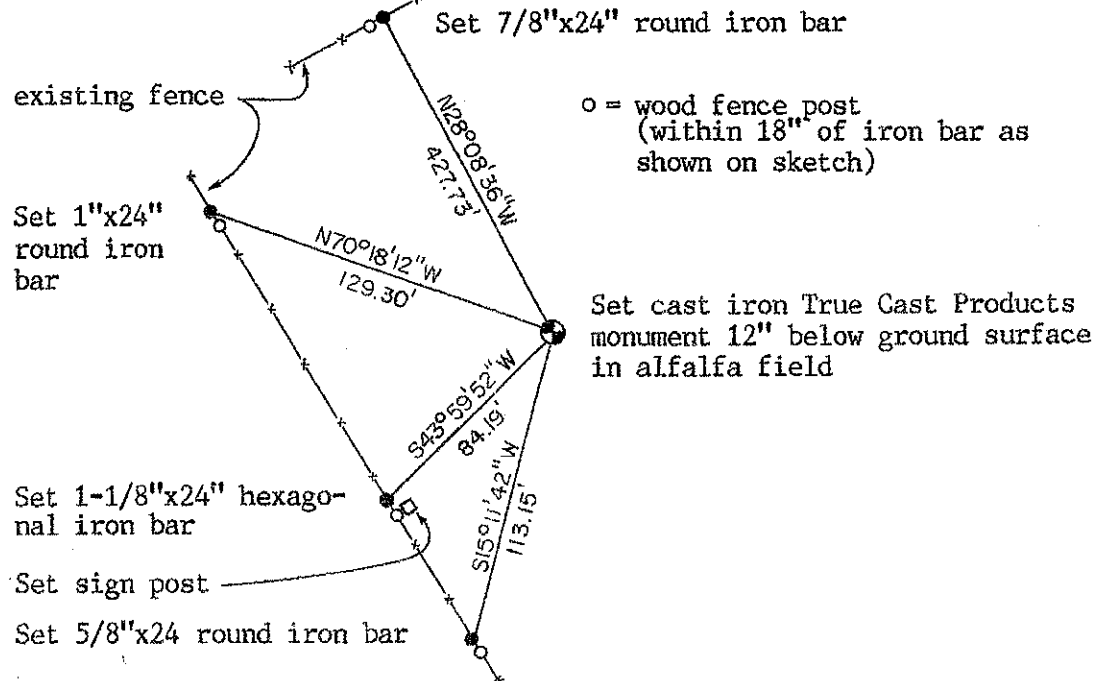 Set 7/8"x24" round iron bar
existing fence
o = wood fence post
(within 18" of iron bar as
shown on sketch)
N28°08'36"W
427.73'
Set 1"x24"
round iron
bar
N70°18'12"W
129.30'
Set cast iron True Cast Products
monument 12" below ground surface
in alfalfa field
S43°59'52"W
84.19'
S15°11'42"W
113.15'
Set 1-1/8"x24" hexago-
nal iron bar
Set sign post
Set 5/8"x24 round iron bar